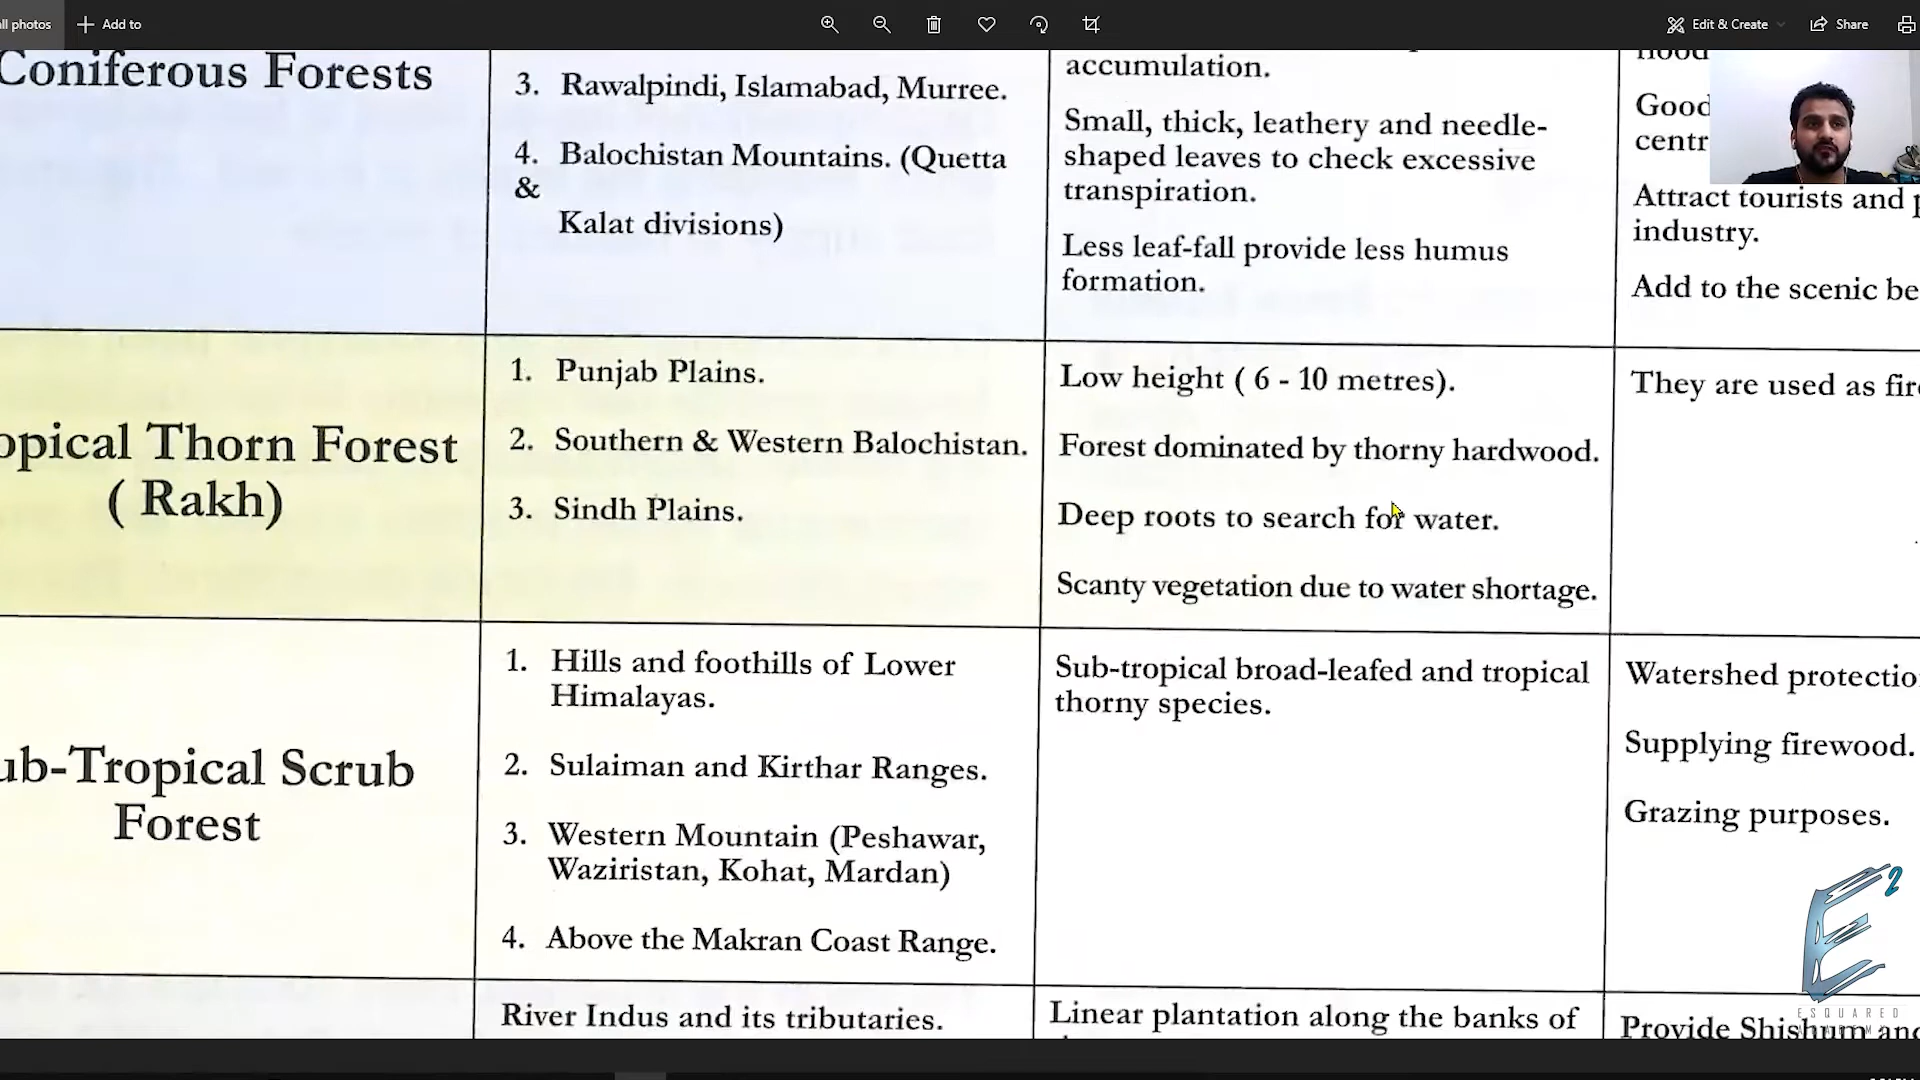 all photos
Add to
Edit & Create
Share
Coniferous Forests
3. Rawalpindi, Islamabad, Murree.
4. Balochistan Mountains. (Quetta
&
Kalat divisions)
accumulation.
Small, thick, leathery and needle-
shaped leaves to check excessive
transpiration.
Less leaf-fall provide less humus
formation.
Good
centr
Attract tourists and p
industry.
Add to the scenic be
opical Thorn Forest
( Rakh)
1. Punjab Plains.
2. Southern & Western Balochistan.
3. Sindh Plains.
Low height ( 6 - 10 metres).
Forest dominated by thorny hardwood.
Deep roots to search for water.
Scanty vegetation due to water shortage.
They are used as fire
ub-Tropical Scrub
Forest
1. Hills and foothills of Lower
Himalayas.
2. Sulaiman and Kirthar Ranges.
3. Western Mountain (Peshawar,
Waziristan, Kohat, Mardan)
4. Above the Makran Coast Range.
Sub-tropical broad-leafed and tropical
thorny species.
Watershed protectio
Supplying firewood.
Grazing purposes.
River Indus and its tributaries.
Linear plantation along the banks of
Provide Shishum and
E2
ESQUARED
ACADEMY